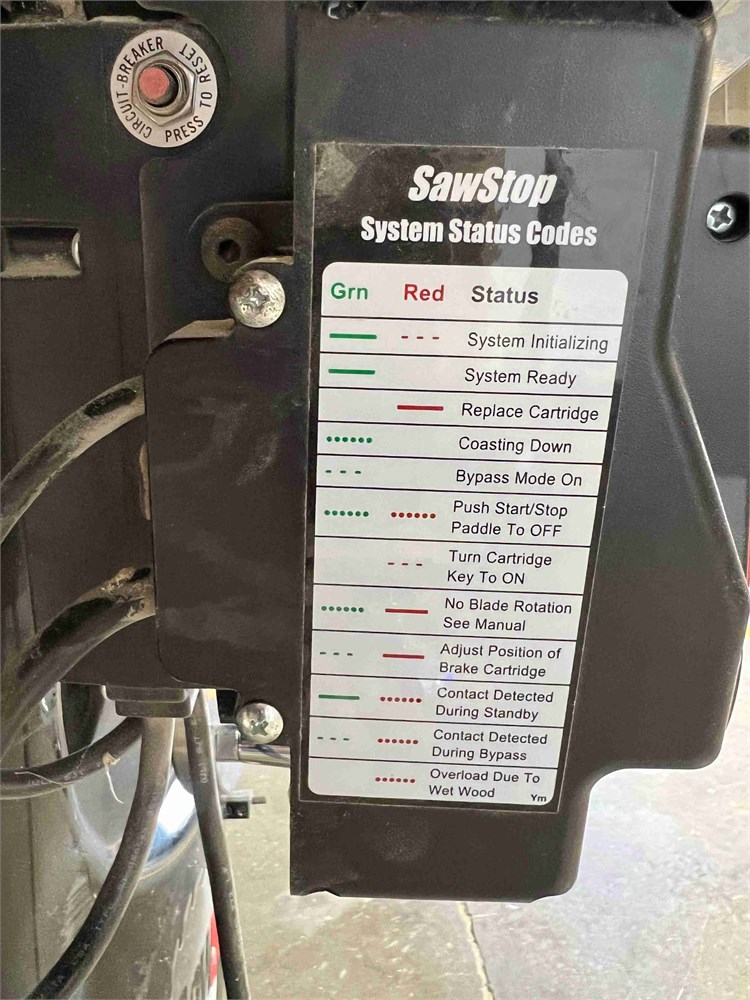 CIRCUIT-BREAKER
PRESS TO RESET
SawStop
System Status Codes
Grn Red Status
System Initializing
System Ready
Replace Cartridge
Coasting Down
Bypass Mode On
Push Start/Stop
Paddle To OFF
Turn Cartridge
Key To ON
No Blade Rotation
See Manual
Adjust Position of
Brake Cartridge
Contact Detected
During Standby
Contact Detected
During Bypass
Overload Due To
Wet Wood
Ym